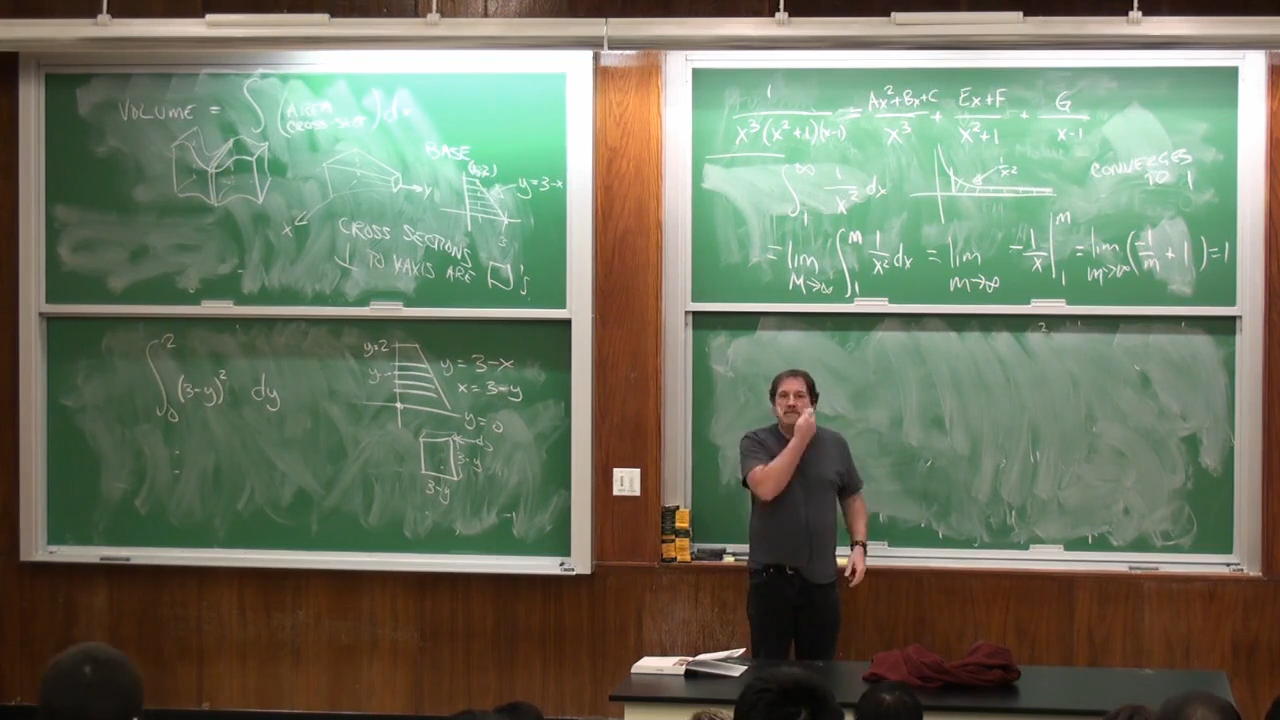 VOLUME = ∫ (AREA CROSS-SECT) d
BASE
y = 3-x
3
y
x
CROSS SECTIONS
⊥ TO X AXIS ARE □'s
∫₀² (3-y)² dy
=
y=2
y
y = 3-x
x = 3-y
y = 0
dy
3-y
3-y
1/(x³(x²+1)(x-1)) = (Ax²+Bx+C)/x³ + (Ex+F)/(x²+1) + G/(x-1)
∫₁^∞ 1/x² dx
1/x²
CONVERGES
TO 1
= lim M→∞ ∫₁^M 1/x² dx = lim m→∞ -1/x |₁^m = lim m→∞ (-1/m + 1) = 1